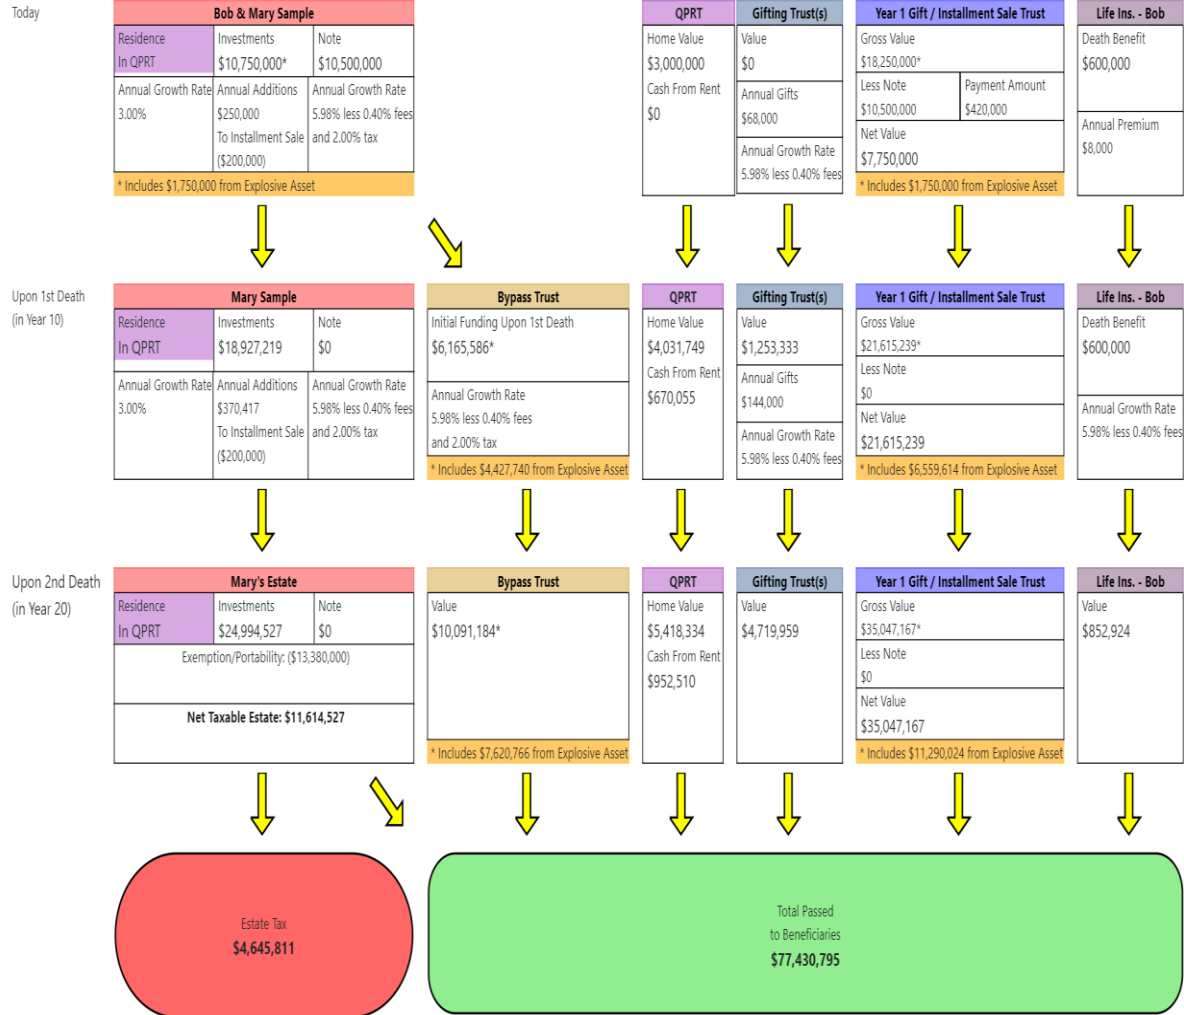 Today
Bob & Mary Sample
Residence
In QPRT
Investments
$10,750,000*
Note
$10,500,000
Annual Growth Rate
3.00%
Annual Additions
$250,000
To Installment Sale
($200,000)
5.98% less 0.40% fees
and 2.00% tax
Annual Growth Rate
* Includes $1,750,000 from Explosive Asset
QPRT
Home Value
$3,000,000
Cash From Rent
$0
Gifting Trust(s)
Value
$0
Annual Gifts
$68,000
Annual Growth Rate
5.98% less 0.40% fees
Year 1 Gift / Installment Sale Trust
Gross Value
$18,250,000*
Less Note
$10,500,000
Payment Amount
$420,000
Net Value
$7,750,000
* Includes $1,750,000 from Explosive Asset
Life Ins. - Bob
Death Benefit
$600,000
Annual Premium
$8,000
Upon 1st Death
(in Year 10)
Mary Sample
Residence
In QPRT
Investments
$18,927,219
Note
$0
Annual Growth Rate
3.00%
Annual Additions
$370,417
To Installment Sale
($200,000)
Annual Growth Rate
5.98% less 0.40% fees
and 2.00% tax
Bypass Trust
Initial Funding Upon 1st Death
$6,165,586*
Annual Growth Rate
5.98% less 0.40% fees
and 2.00% tax
* Includes $4,427,740 from Explosive Asset
QPRT
Home Value
$4,031,749
Cash From Rent
$670,055
Gifting Trust(s)
Value
$1,253,333
Annual Gifts
$144,000
Annual Growth Rate
5.98% less 0.40% fees
Year 1 Gift / Installment Sale Trust
Gross Value
$21,615,239*
Less Note
$0
Net Value
$21,615,239
* Includes $6,559,614 from Explosive Asset
Life Ins. - Bob
Death Benefit
$600,000
Annual Growth Rate
5.98% less 0.40% fees
Upon 2nd Death
(in Year 20)
Mary's Estate
Residence
In QPRT
Investments
$24,994,527
Note
$0
Exemption/Portability: ($13,380,000)
Net Taxable Estate: $11,614,527
Bypass Trust
Value
$10,091,184*
* Includes $7,620,766 from Explosive Asset
QPRT
Home Value
$5,418,334
Cash From Rent
$952,510
Gifting Trust(s)
Value
$4,719,959
Year 1 Gift / Installment Sale Trust
Gross Value
$35,047,167*
Less Note
$0
Net Value
$35,047,167
* Includes $11,290,024 from Explosive Asset
Life Ins. - Bob
Value
$852,924
Estate Tax
$4,645,811
Total Passed
to Beneficiaries
$77,430,795